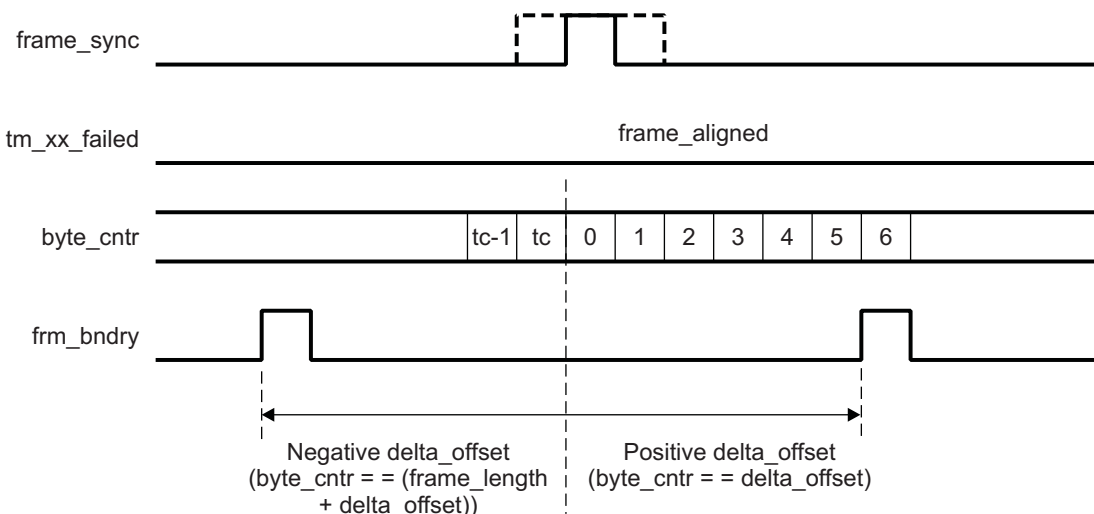 frame_sync
tm_xx_failed
frame_aligned
byte_cntr
tc-1 tc 0 1 2 3 4 5 6
frm_bndry
Negative delta_offset
(byte_cntr = = (frame_length
+ delta_offset))
Positive delta_offset
(byte_cntr = = delta_offset)